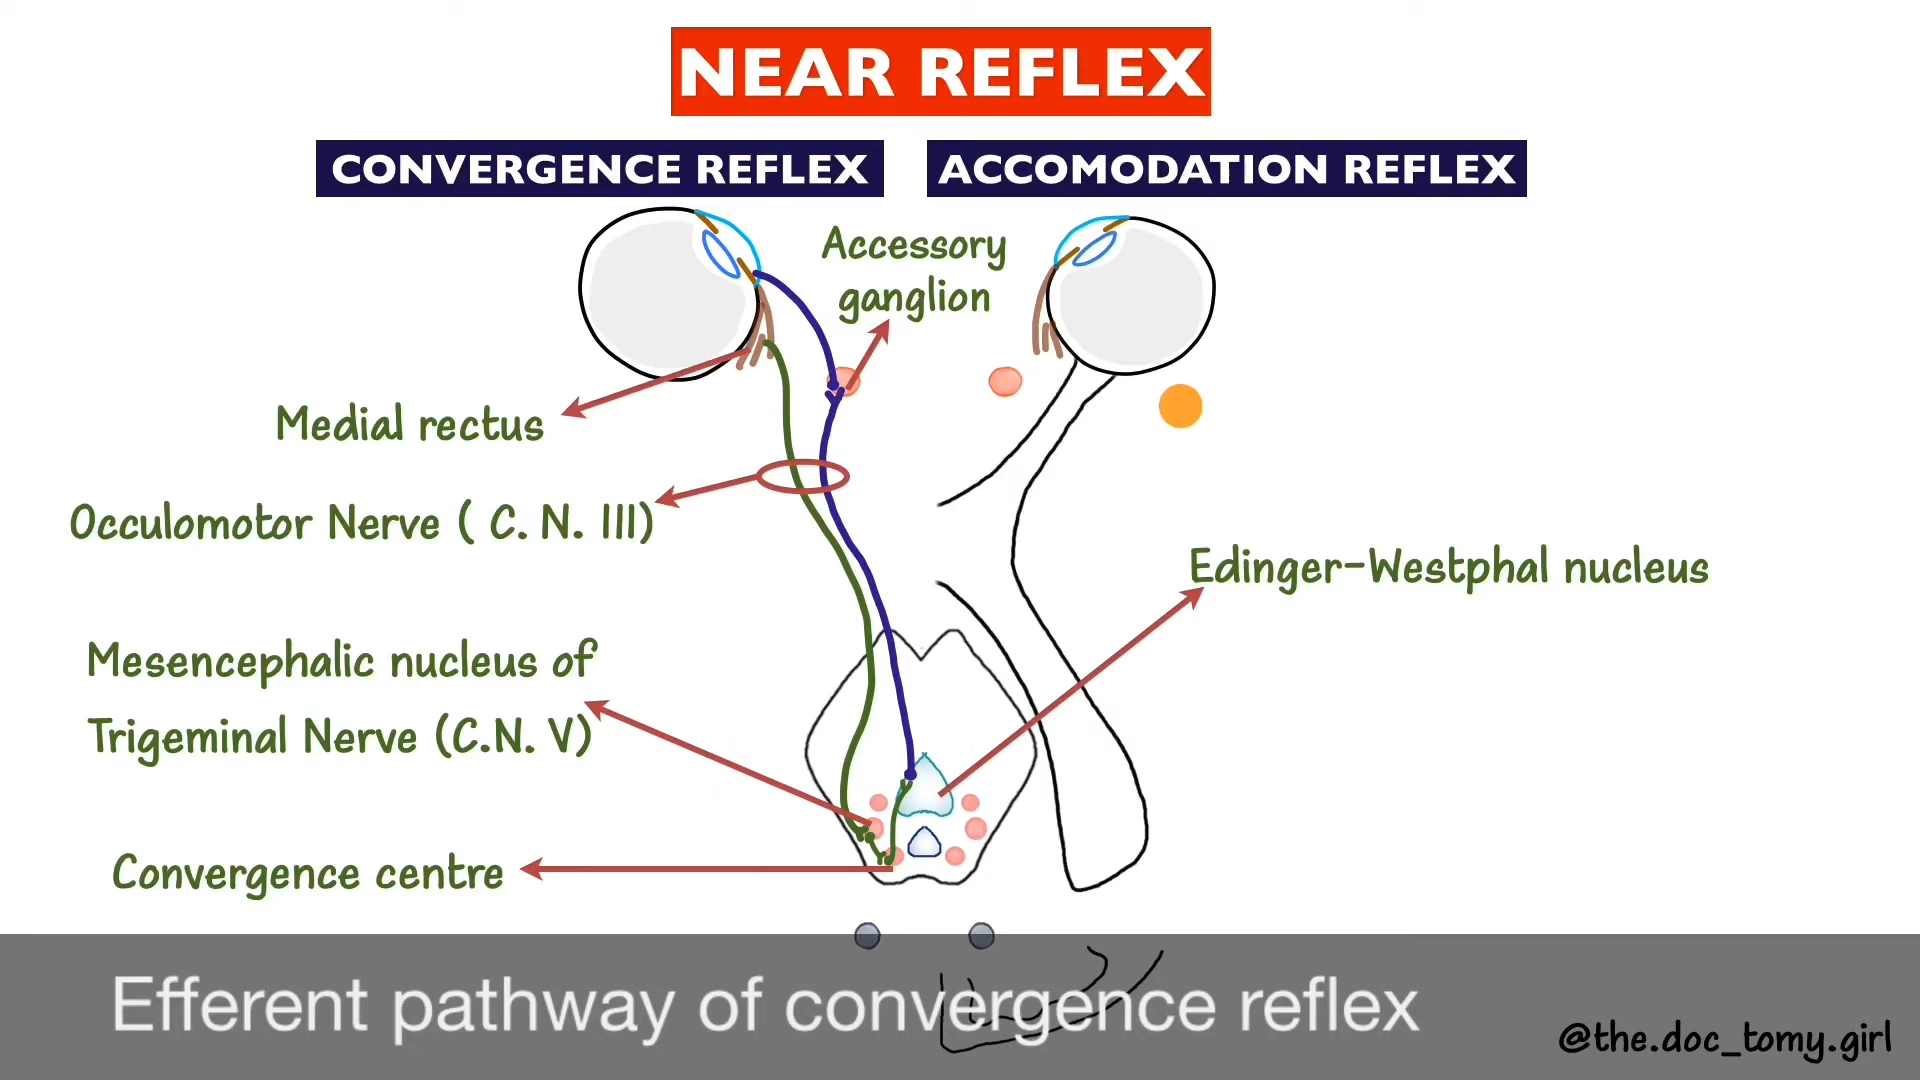 NEAR REFLEX
CONVERGENCE REFLEX
ACCOMODATION REFLEX
Accessory
ganglion
Medial rectus
Occulomotor Nerve ( C. N. III)
Edinger-Westphal nucleus
Mesencephalic nucleus of
Trigeminal Nerve (C.N. V)
Convergence centre
Efferent pathway of convergence reflex
@the.doc_tomy.girl